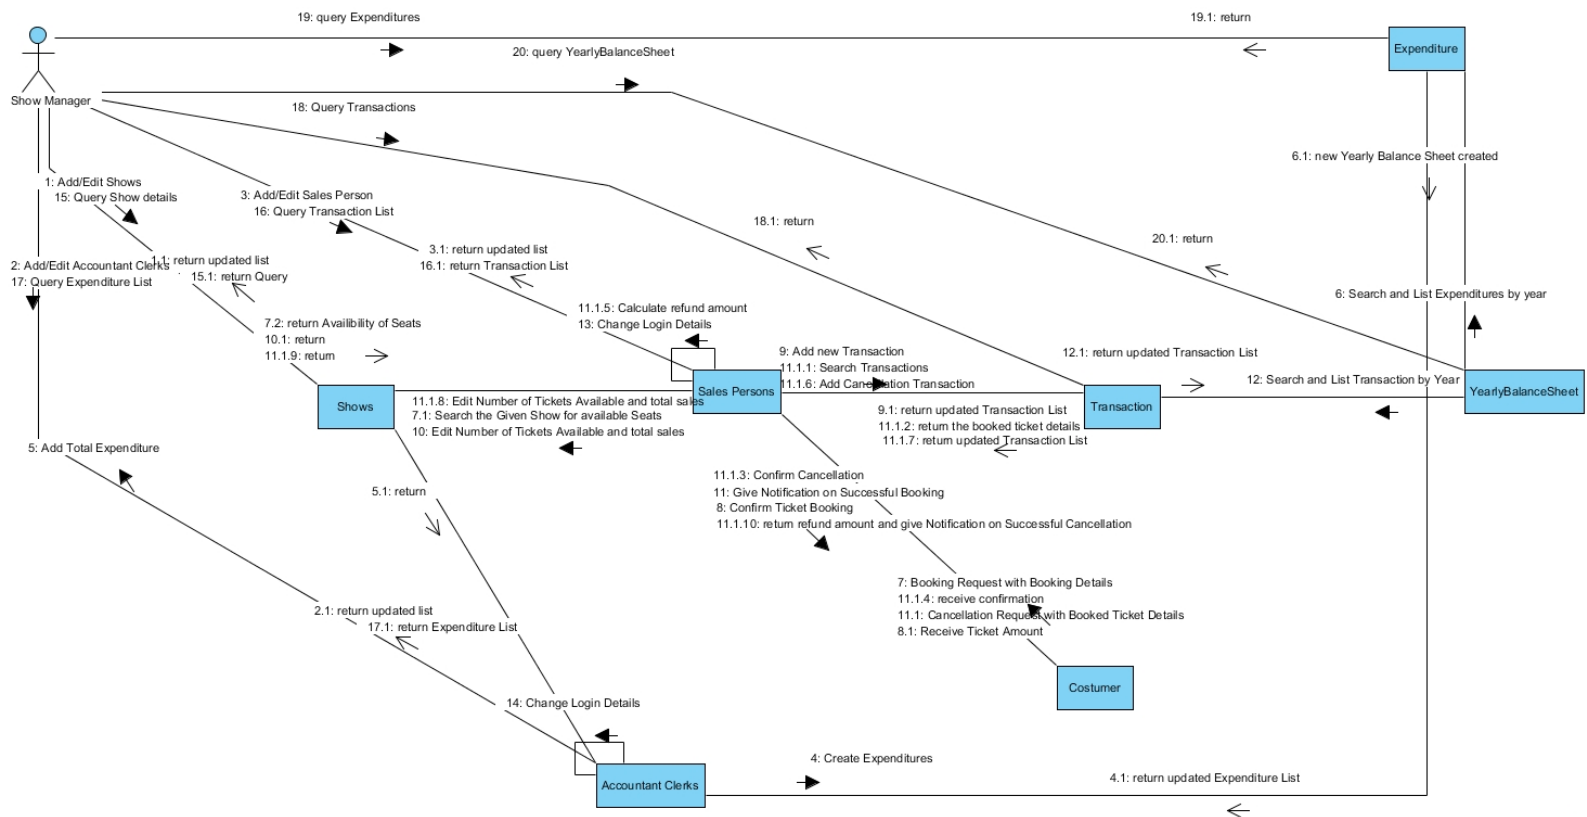 19: query Expenditures
19.1: return
Expenditure
20: query YearlyBalanceSheet
Show Manager
18: Query Transactions
6.1: new Yearly Balance Sheet created
1: Add/Edit Shows
15: Query Show details
3: Add/Edit Sales Person
16: Query Transaction List
18.1: return
20.1: return
3.1: return updated list
16.1: return Transaction List
1.1: return updated list
15.1: return Query
2: Add/Edit Accountant Clerks
17: Query Expenditure List
6: Search and List Expenditures by year
11.1.5: Calculate refund amount
13: Change Login Details
7.2: return Availibility of Seats
10.1: return
11.1.9: return
9: Add new Transaction
11.1.1: Search Transactions
11.1.6: Add Cancellation Transaction
12.1: return updated Transaction List
12: Search and List Transaction by Year
Shows
Sales Persons
Transaction
YearlyBalanceSheet
11.1.8: Edit Number of Tickets Available and total sales
7.1: Search the Given Show for available Seats
10: Edit Number of Tickets Available and total sales
9.1: return updated Transaction List
11.1.2: return the booked ticket details
11.1.7: return updated Transaction List
5: Add Total Expenditure
5.1: return
11.1.3: Confirm Cancellation
11: Give Notification on Successful Booking
8: Confirm Ticket Booking
11.1.10: return refund amount and give Notification on Successful Cancellation
7: Booking Request with Booking Details
11.1.4: receive confirmation
11.1: Cancellation Request with Booked Ticket Details
8.1: Receive Ticket Amount
2.1: return updated list
17.1: return Expenditure List
Costumer
14: Change Login Details
Accountant Clerks
4: Create Expenditures
4.1: return updated Expenditure List